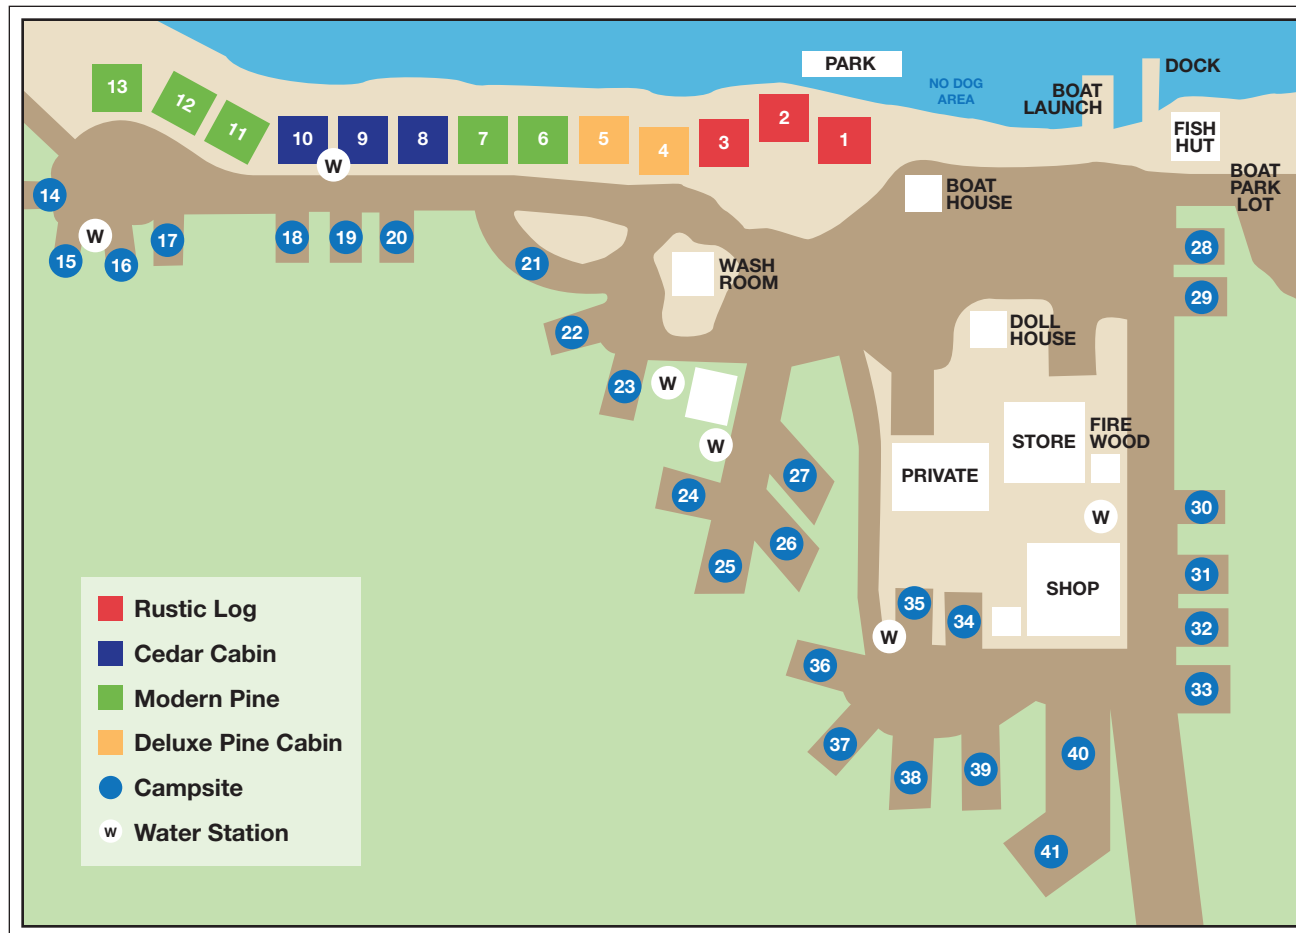 PARK
NO DOG
AREA
DOCK
BOAT
LAUNCH
FISH
HUT
BOAT
PARK
LOT
13
12
11
10
9
8
7
6
5
4
3
2
1
W
BOAT
HOUSE
14
W
15
16
17
18
19
20
21
WASH
ROOM
28
29
22
DOLL
HOUSE
23
W
W
STORE
FIRE
WOOD
PRIVATE
W
24
27
26
25
30
31
32
33
SHOP
35
34
W
36
37
38
39
40
41
Rustic Log
Cedar Cabin
Modern Pine
Deluxe Pine Cabin
Campsite
W Water Station